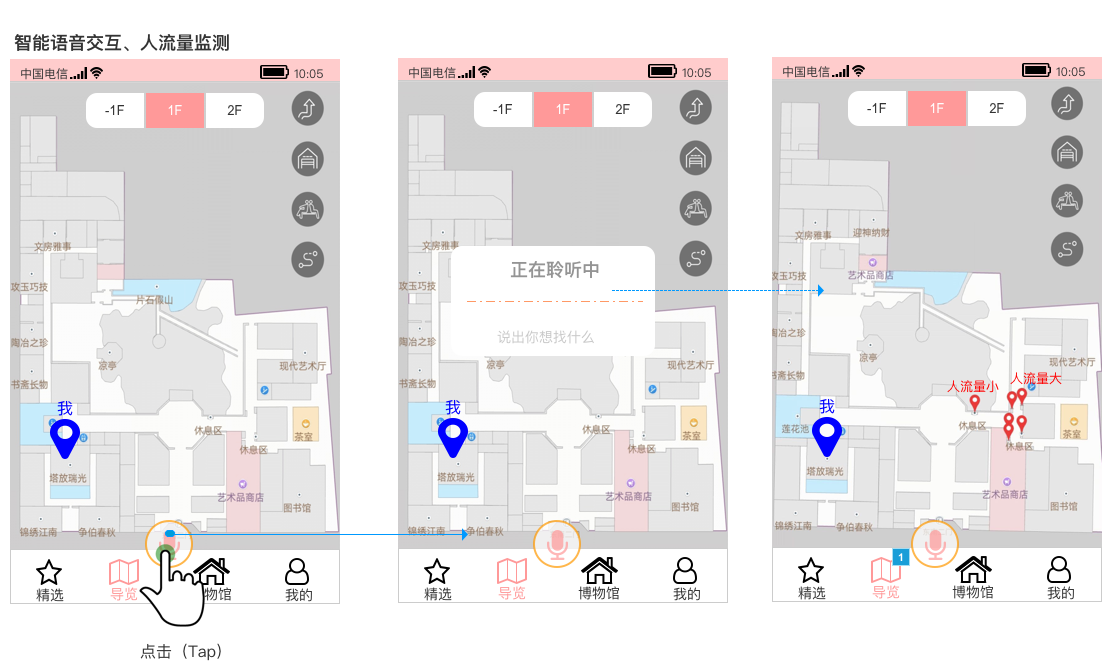 智能语音交互、人流量监测
中国电信 10:05
-1F 1F 2F
文房雅事
攻玉巧技
片石假山
陶冶之珍
凉亭
现代艺术厅
书斋长物
我
休息区
茶室
休息区
塔放瑞光
艺术品商店
图书馆
锦绣江南
争伯春秋
精选 导览 物馆 我的
点击（Tap）
中国电信 10:05
-1F 1F 2F
文房雅事
正在聆听中
攻玉巧技
说出你想找什么
陶冶之珍
凉亭
现代艺术厅
书斋长物
我
休息区
茶室
休息区
塔放瑞光
艺术品商店
图书馆
锦绣江南
争伯春秋
精选 导览 博物馆 我的
中国电信 10:05
-1F 1F 2F
文房雅事
迎神纳财
攻玉巧技
艺术品商店
陶冶之珍
凉亭
现代艺术厅
书斋长物
人流量小
人流量大
我
莲花池
休息区
茶室
休息区
塔放瑞光
艺术品商店
图书馆
锦绣江南
争伯春秋
1
精选 导览 博物馆 我的